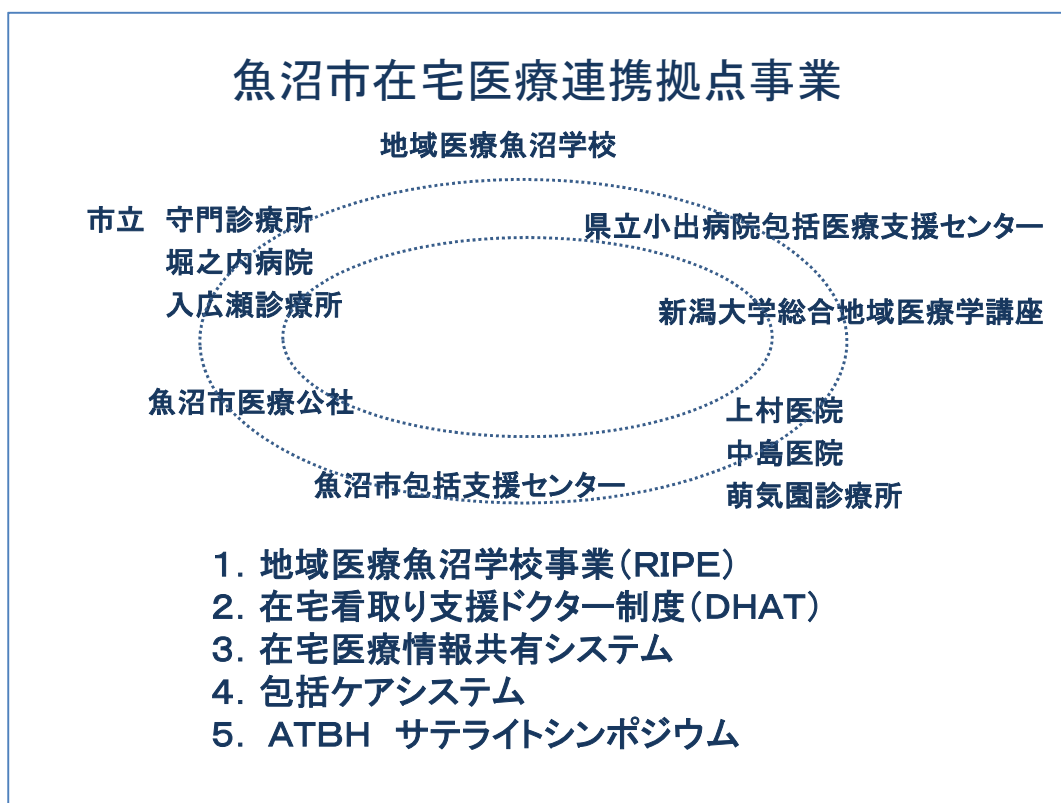 魚沼市在宅医療連携拠点事業
地域医療魚沼学校
市立　守門診療所
堀之内病院
入広瀬診療所
県立小出病院包括医療支援センター
新潟大学総合地域医療学講座
魚沼市医療公社
上村医院
中島医院
萌気園診療所
魚沼市包括支援センター
１．地域医療魚沼学校事業（ＲＩＰＥ）
２．在宅看取り支援ドクター制度（ＤＨＡＴ）
３．在宅医療情報共有システム
４．包括ケアシステム
５．ＡＴＢＨ　サテライトシンポジウム